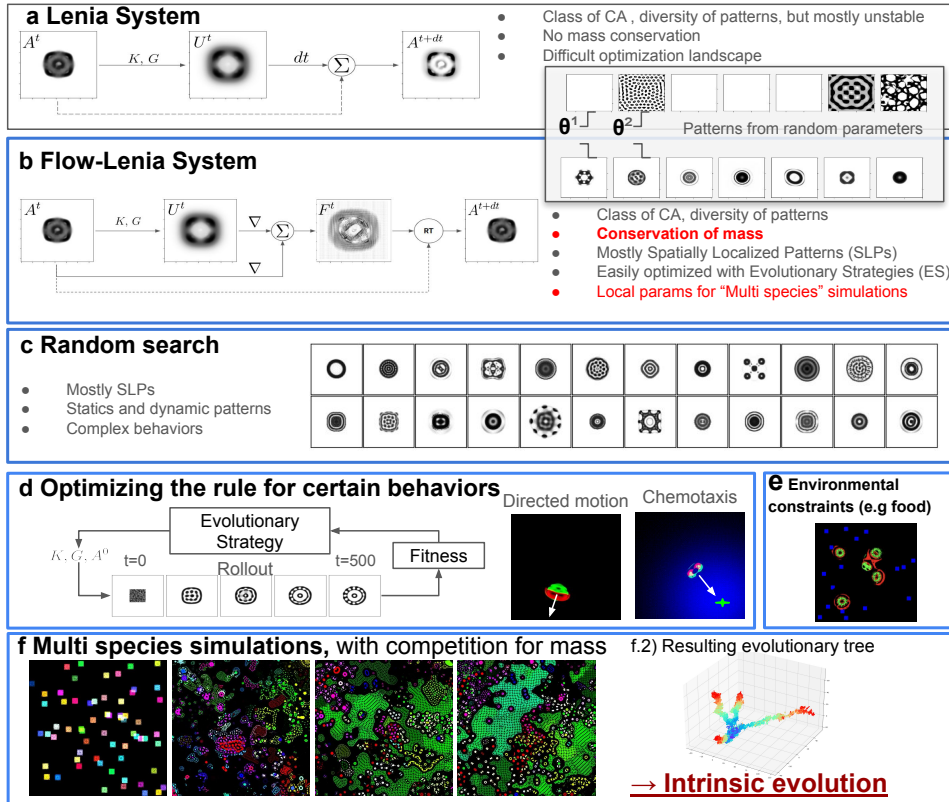 a Lenia System
A^t
K, G
U^t
dt
∑
A^{t+dt}
● Class of CA , diversity of patterns, but mostly unstable
● No mass conservation
● Difficult optimization landscape
θ¹
θ²
Patterns from random parameters
b Flow-Lenia System
A^t
K, G
U^t
∇
∇
∑
F^t
RT
A^{t+dt}
● Class of CA, diversity of patterns
● Conservation of mass
● Mostly Spatially Localized Patterns (SLPs)
● Easily optimized with Evolutionary Strategies (ES)
● Local params for “Multi species” simulations
c Random search
● Mostly SLPs
● Statics and dynamic patterns
● Complex behaviors
d Optimizing the rule for certain behaviors
K, G, A^0
Evolutionary
Strategy
Fitness
t=0
Rollout
t=500
Directed motion
Chemotaxis
e Environmental
constraints (e.g food)
f Multi species simulations, with competition for mass
f.2) Resulting evolutionary tree
→ Intrinsic evolution